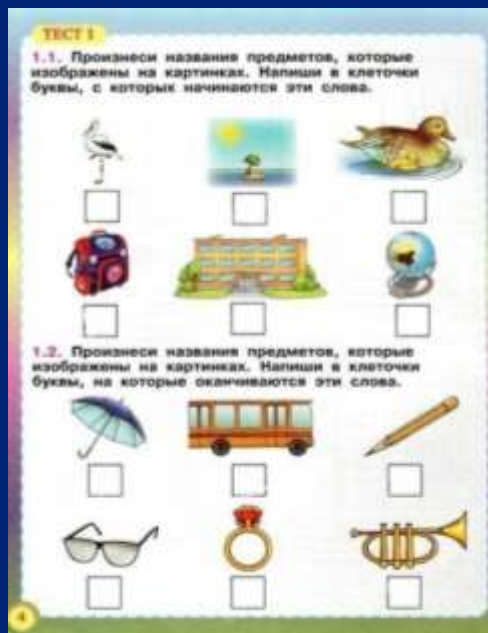 ТЕСТ 1
1.1. Произнеси названия предметов, которые
изображены на картинках. Напиши в клеточки
буквы, с которых начинаются эти слова.
1.2. Произнеси названия предметов, которые
изображены на картинках. Напиши в клеточки
буквы, на которые оканчиваются эти слова.
4